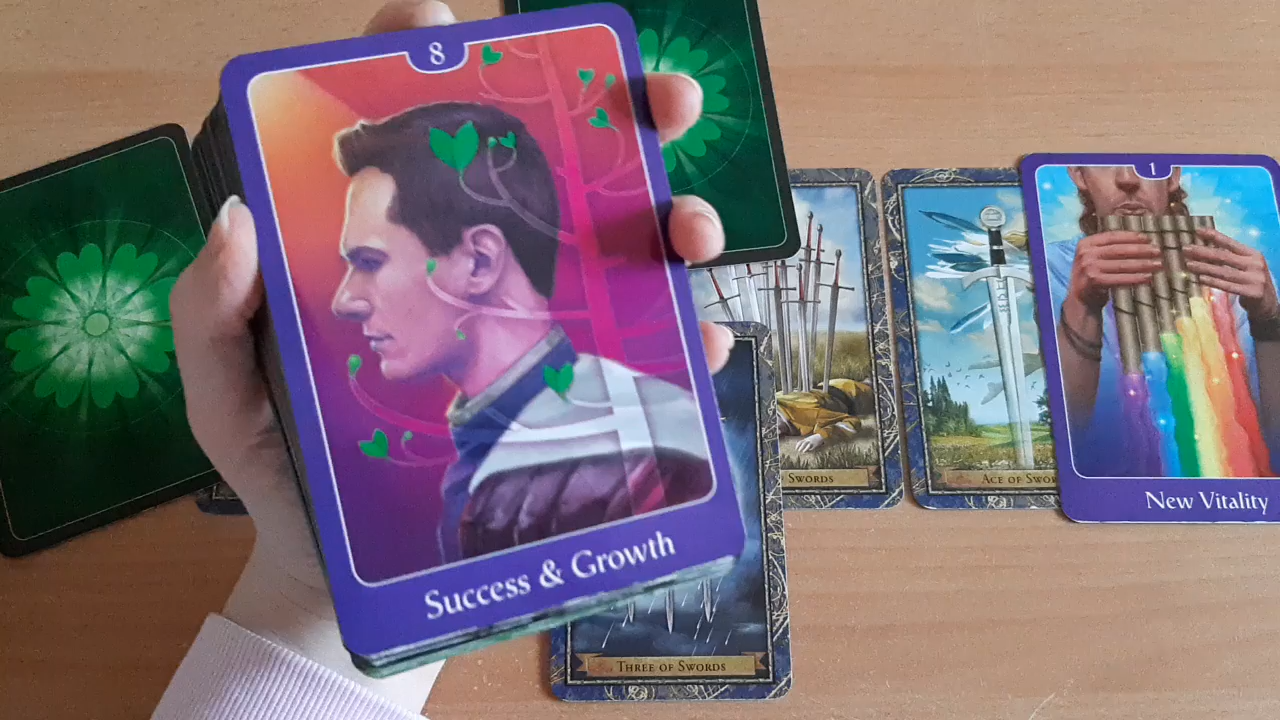 8
Success & Growth
1
New Vitality
Swords
Ace of Swo
Three of Swords